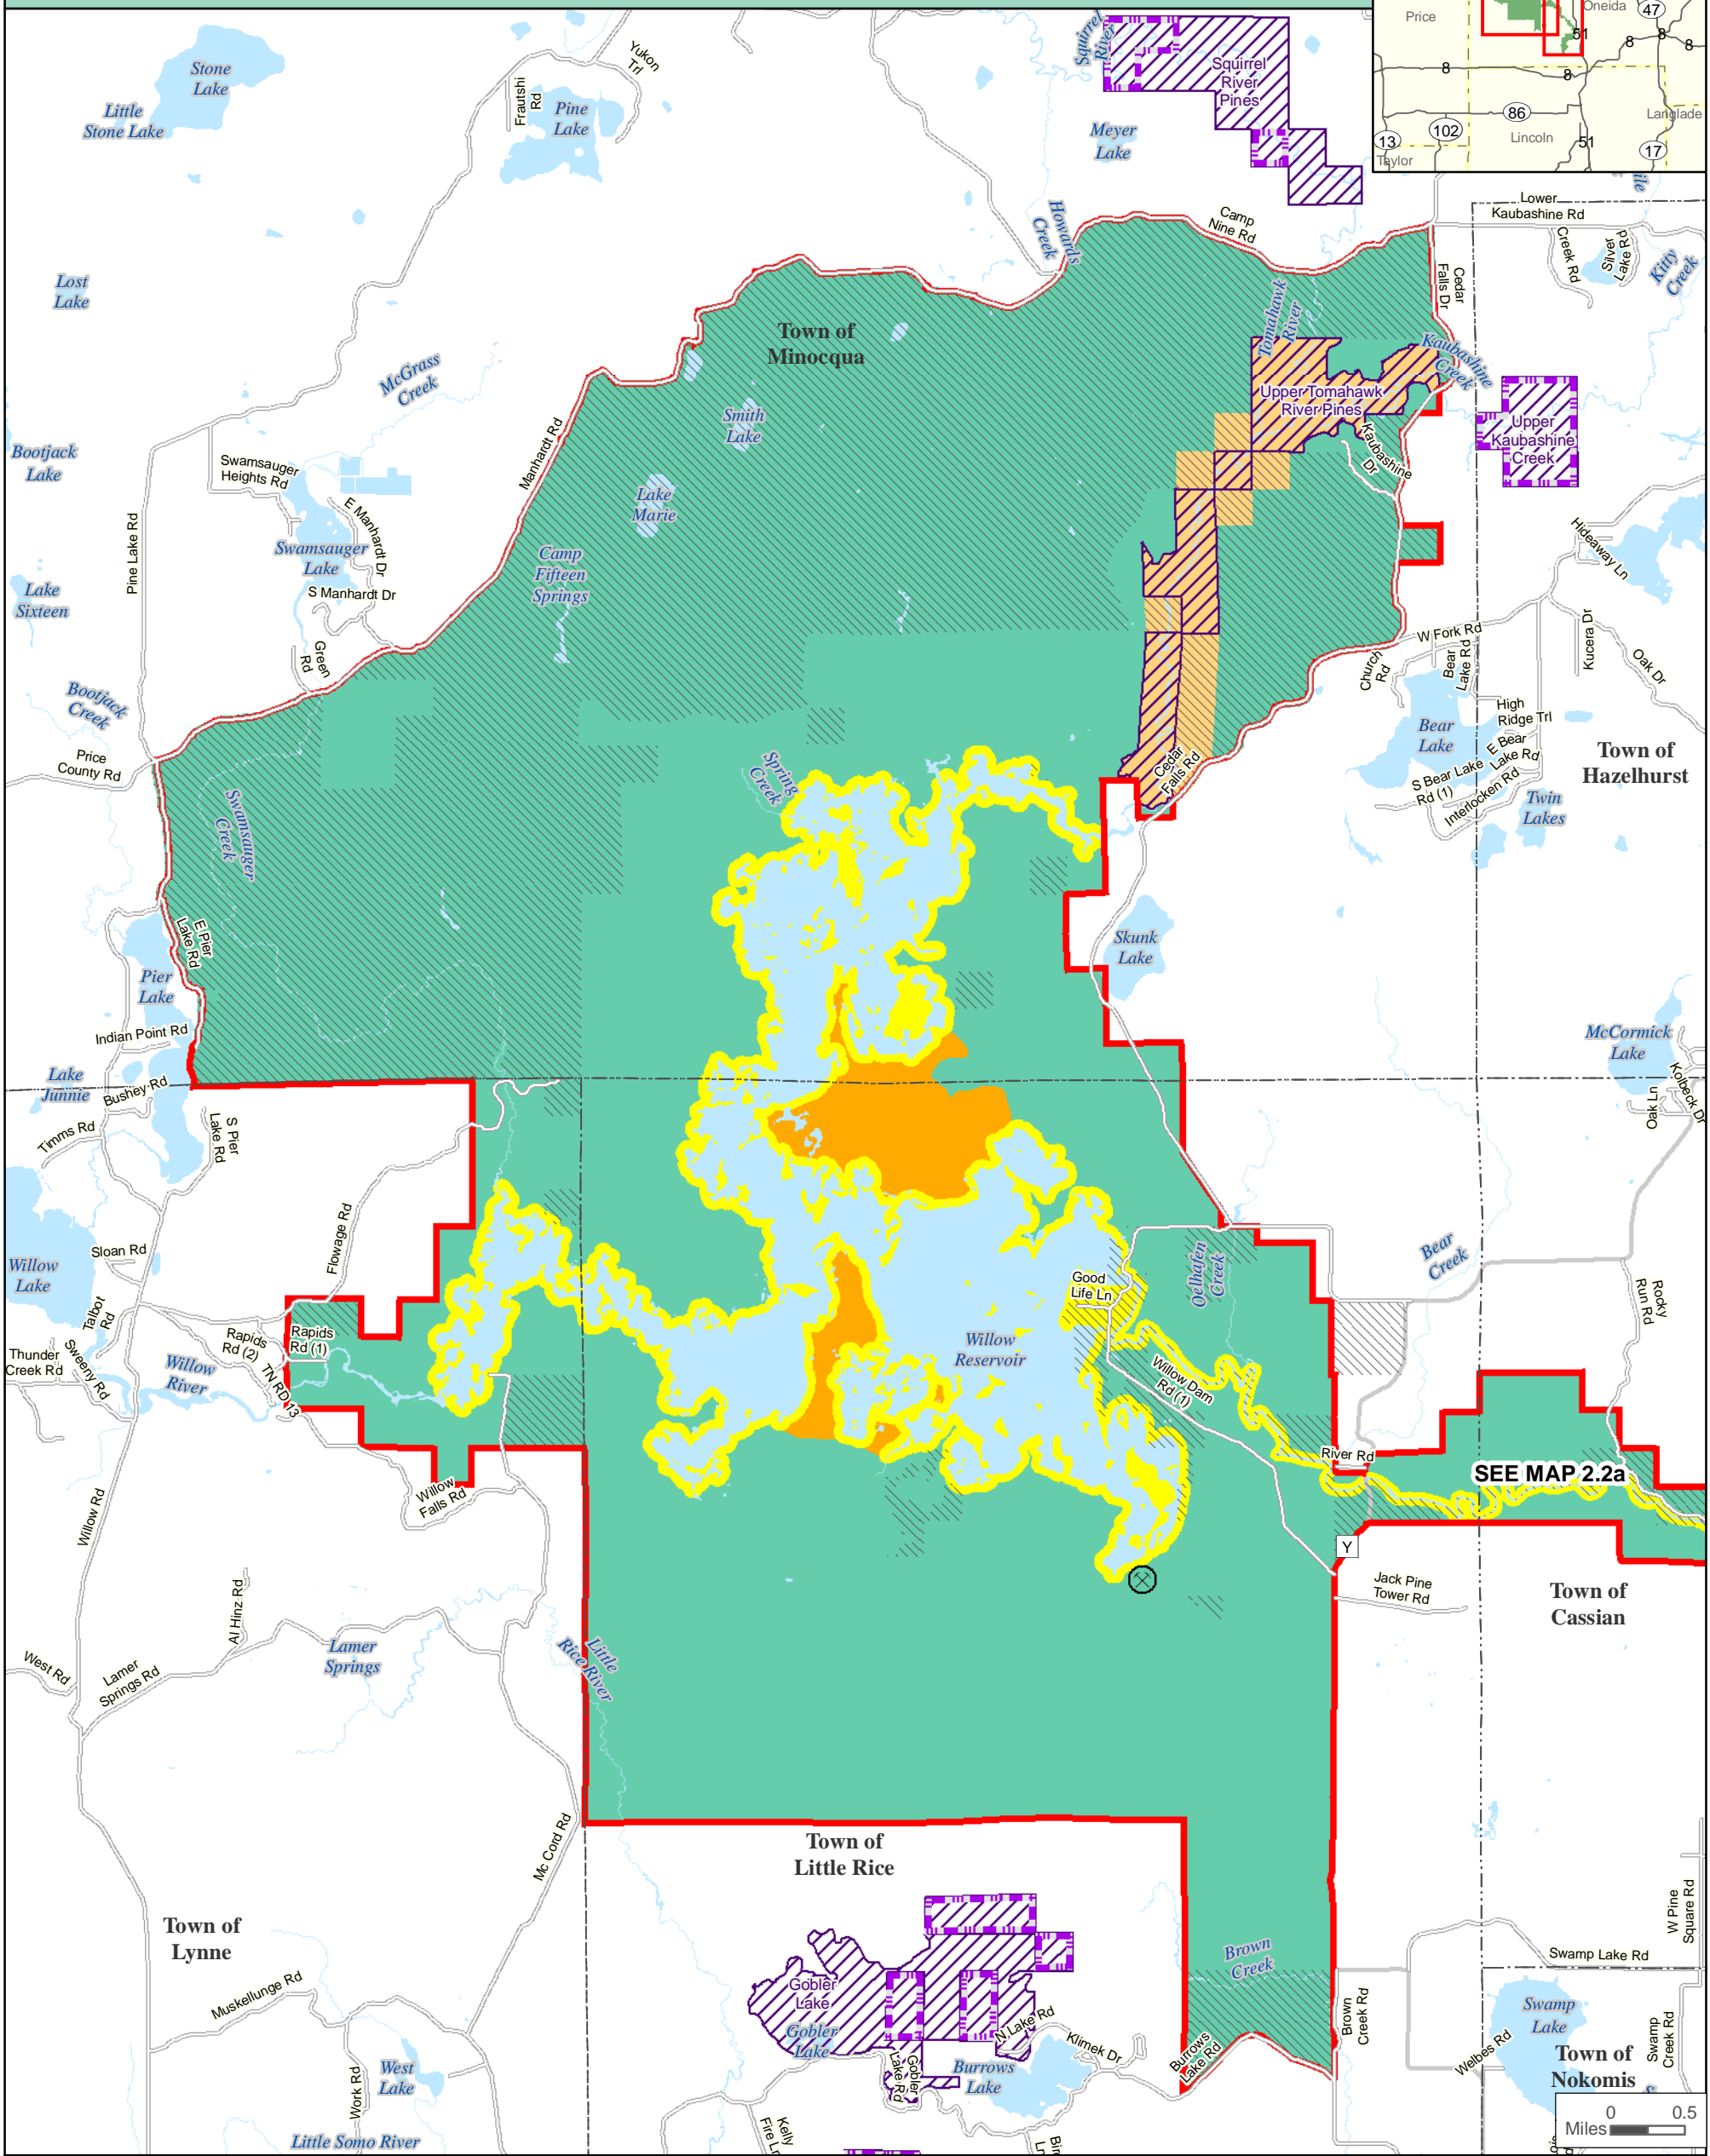 Price
Oneida
47
51
8
8
8
8
8
86
Langlade
102
Lincoln
13
51
17
Taylor
Squirrel
River
Squirrel
River
Pines
Yukon
Trl
Frautshi
Rd
Stone
Lake
Little
Stone Lake
Pine
Lake
Meyer
Lake
Howards
Creek
Camp
Nine Rd
Lower
Kaubashine Rd
Creek Rd
Silver
Lake Rd
Kitty
Creek
Lost
Lake
Cedar
Falls Dr
Town of
Minocqua
Tomahawk
River
Kaubashine
Creek
McGrass
Creek
Upper Tomahawk
River Pines
Smith
Lake
Upper
Kaubashine
Creek
Bootjack
Lake
Swamsauger
Heights Rd
Manhardt Rd
Kaubashine
Dr
Lake
Marie
E Manhardt Dr
Pine Lake Rd
Swamsauger
Lake
Camp
Fifteen
Springs
Hideaway Ln
Lake
Sixteen
S Manhardt Dr
Green
Rd
W Fork Rd
Kucera Dr
Church
Rd
Bear
Lake Rd
Oak Dr
Bootjack
Creek
High
Ridge Trl
Bear
Lake
E Bear
Lake Rd
Town of
Hazelhurst
Price
County Rd
Spring
Creek
Cedar
Falls Rd
S Bear Lake
Rd (1)
Interlocken Rd
Twin
Lakes
Swamsauger
Creek
E Pier
Lake Rd
Skunk
Lake
Pier
Lake
Indian Point Rd
McCormick
Lake
Lake
Junnie
Bushey Rd
Kolbeck Dr
Oak Ln
Timms Rd
S Pier
Lake Rd
Flowage Rd
Sloan Rd
Willow
Lake
Bear
Creek
Oelhafen
Creek
Good
Life Ln
Rocky
Run Rd
Talbot
Rd
Rapids
Rd (2)
Rapids
Rd (1)
Thunder
Creek Rd
Sweeny Rd
Willow
River
TN RD 13
Willow
Reservoir
Willow Dam
Rd (1)
River Rd
SEE MAP 2.2a
Willow
Falls Rd
Willow Rd
Y
Jack Pine
Tower Rd
Town of
Cassian
Al Hinz Rd
Lamer
Springs
West Rd
Lamer
Springs Rd
Little
Rice River
Mc Cord Rd
Town of
Little Rice
Town of
Lynne
W Pine
Square Rd
Brown
Creek
Swamp Lake Rd
Muskellunge Rd
Gobler
Lake
Gobler
Lake
N Lake Rd
Klimek Dr
Burrows
Lake Rd
Brown
Creek Rd
Swamp
Lake
Swamp
Creek Rd
Welbes Rd
Town of
Nokomis
West
Lake
Work Rd
Gobler
Lake Rd
Burrows
Lake
Kelly
Fire Ln
Little Somo River
0 0.5
Miles